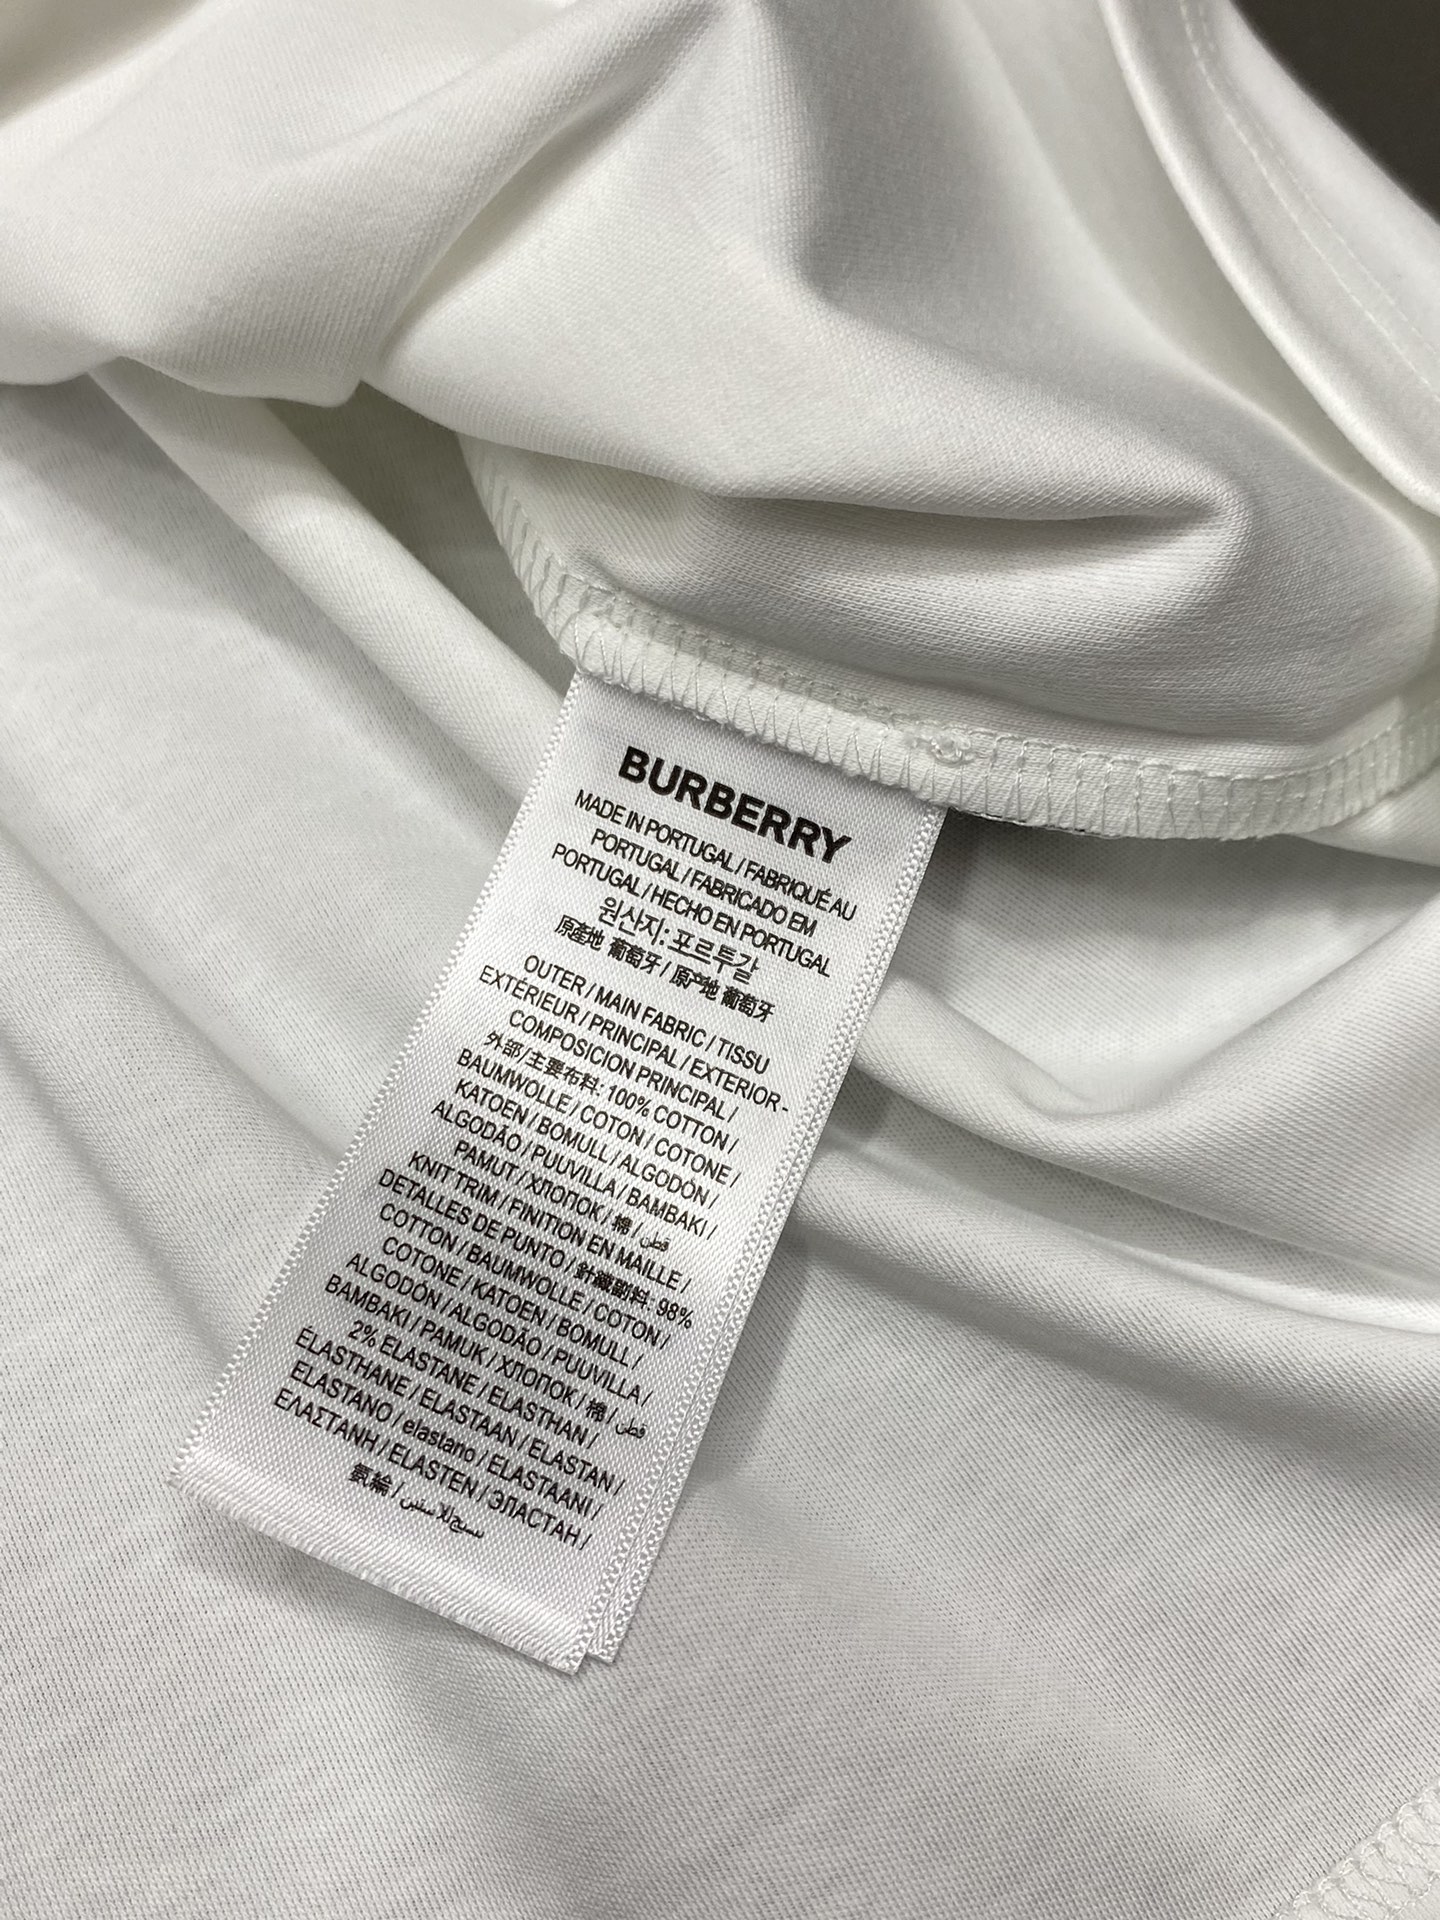 BURBERRY
MADE IN PORTUGAL / FABRIQUÉ AU
PORTUGAL / FABRICADO EM
PORTUGAL / HECHO EN PORTUGAL
원산지: 포르투갈
原產地 葡萄牙 / 原产地 葡萄牙
OUTER / MAIN FABRIC / TISSU
EXTÉRIEUR / PRINCIPAL / EXTERIOR -
COMPOSICION PRINCIPAL /
外部/主要布料: 100% COTTON /
BAUMWOLLE / COTON / COTONE /
KATOEN / BOMULL / ALGODÓN /
ALGODÃO / PUUVILLA / BAMBAKI /
PAMUT / ХЛОПОК / 棉 / قطن
KNIT TRIM / FINITION EN MAILLE /
DETALLES DE PUNTO / 針織副料: 98%
COTTON / BAUMWOLLE / COTON /
COTONE / KATOEN / BOMULL /
ALGODÓN / ALGODÃO / PUUVILLA /
BAMBAKI / PAMUK / ХЛОПОК / 棉 / قطن
2% ELASTANE / ELASTHAN /
ÉLASTHANE / ELASTAAN / ELASTAN /
ELASTANO / elastano / ELASTAANI /
ΕΛΑΣΤΑΝΗ / ELASTEN / ЭЛАСТАН /
氨綸 /